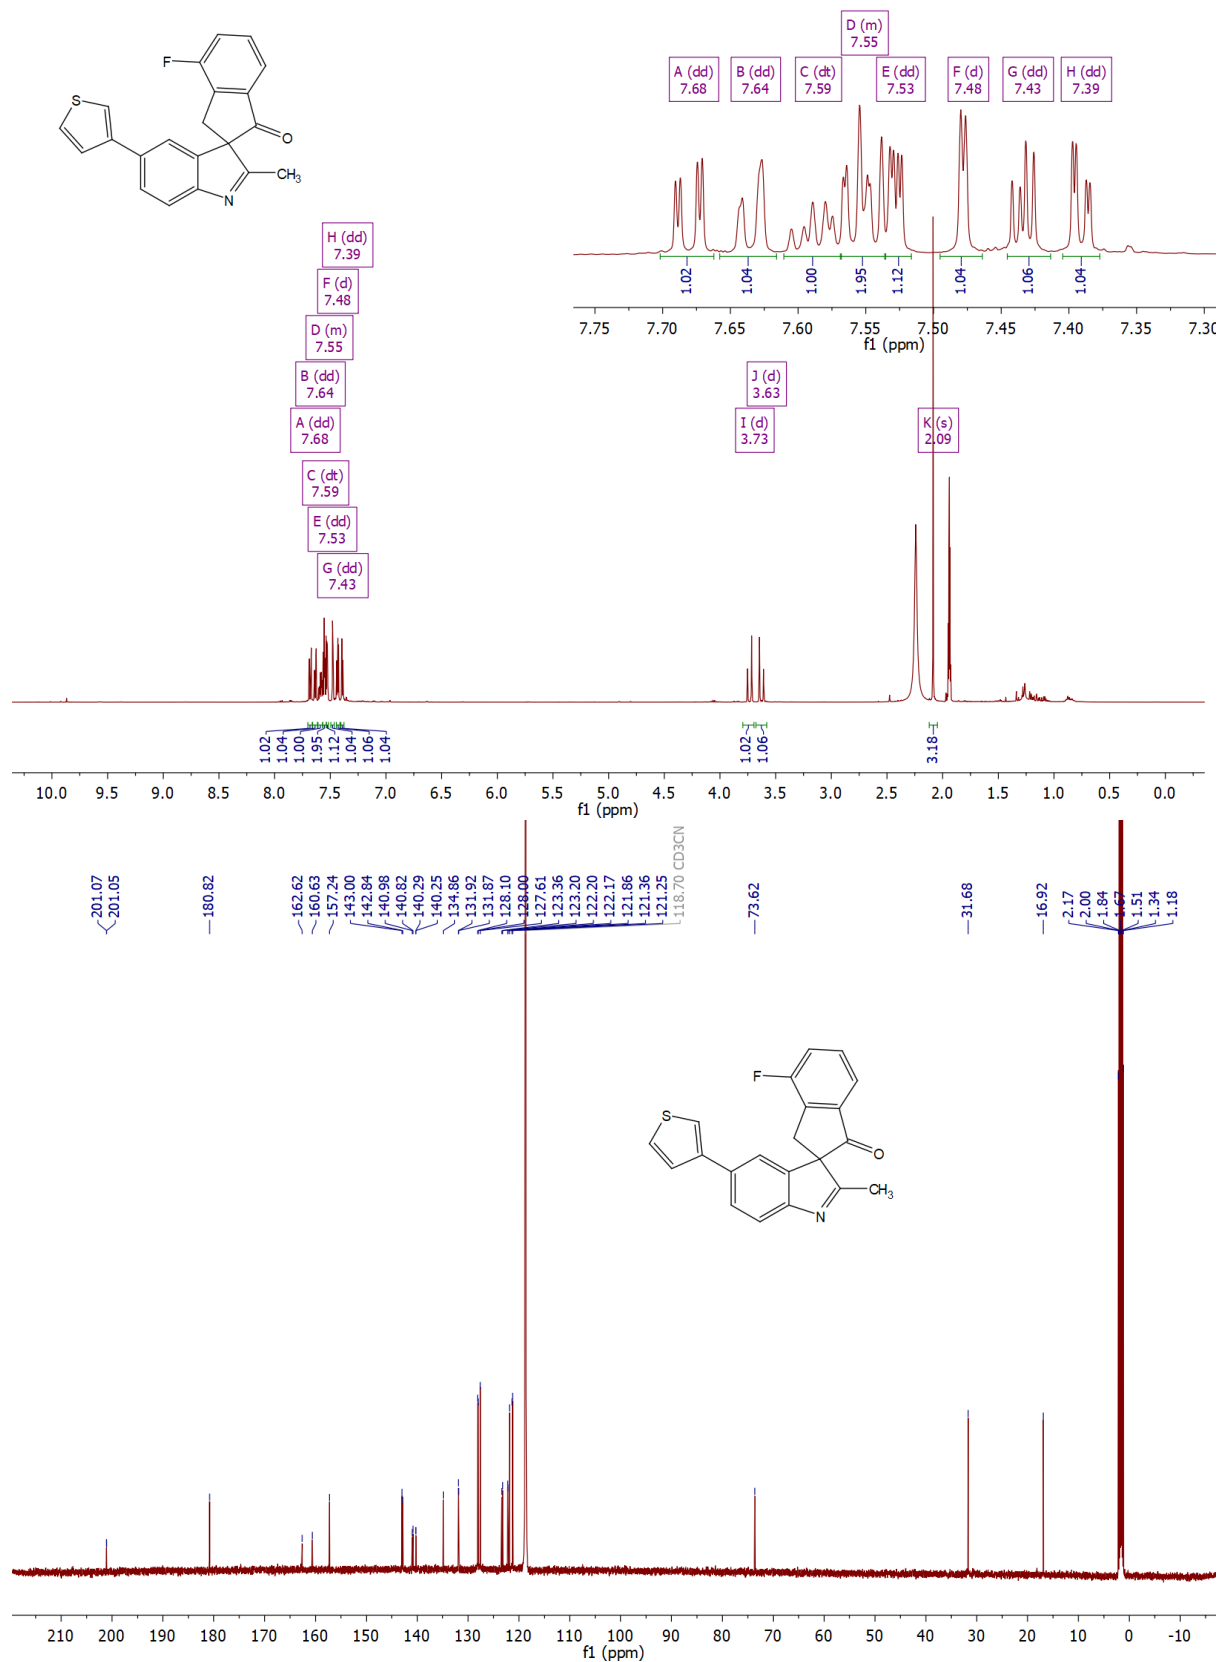 D (m)
7.55
A (dd)
7.68
B (dd)
7.64
C (dt)
7.59
E (dd)
7.53
F (d)
7.48
G (dd)
7.43
H (dd)
7.39
F
S
O
N
CH3
1.02
1.04
1.00
1.95
1.12
1.04
1.06
1.04
7.75 7.70 7.65 7.60 7.55 7.50 7.45 7.40 7.35 7.30
f1 (ppm)
H (dd)
7.39
F (d)
7.48
D (m)
7.55
B (dd)
7.64
A (dd)
7.68
C (dt)
7.59
E (dd)
7.53
G (dd)
7.43
J (d)
3.63
I (d)
3.73
K (s)
2.09
1.02
1.04
1.00
1.95
1.12
1.04
1.06
1.04
1.02
1.06
3.18
10.0 9.5 9.0 8.5 8.0 7.5 7.0 6.5 6.0 5.5 5.0 4.5 4.0 3.5 3.0 2.5 2.0 1.5 1.0 0.5 0.0
f1 (ppm)
201.07
201.05
180.82
162.62
160.63
157.24
143.00
142.84
140.98
140.82
140.29
140.25
134.86
131.92
131.87
128.10
128.00
127.61
123.36
123.20
122.20
122.17
121.86
121.36
121.25
118.70 CD3CN
73.62
31.68
16.92
2.17
2.00
1.84
1.67
1.51
1.34
1.18
F
S
O
N
CH3
210 200 190 180 170 160 150 140 130 120 110 100 90 80 70 60 50 40 30 20 10 0 -10
f1 (ppm)